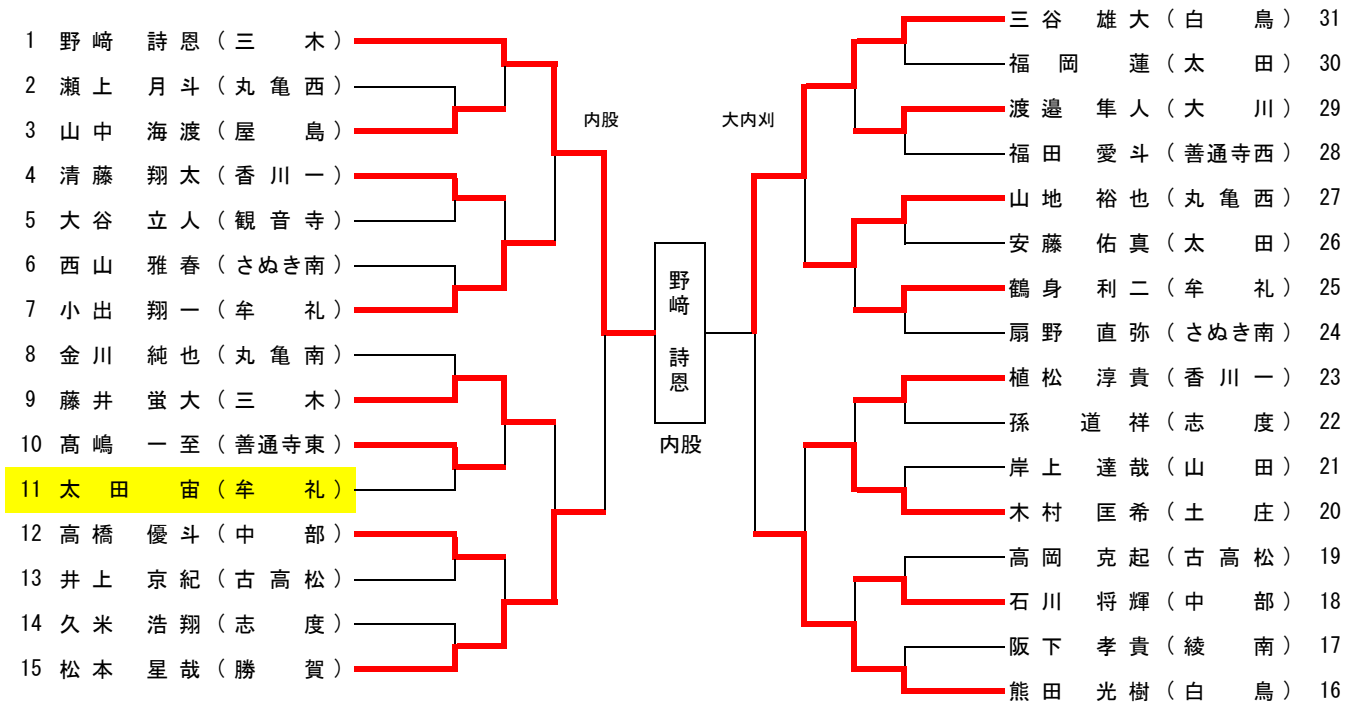 1 野﨑 詩恩（三 木）
2 瀬上 月斗（丸亀西）
3 山中 海渡（屋 島）
4 清藤 翔太（香川一）
5 大谷 立人（観音寺）
6 西山 雅春（さぬき南）
7 小出 翔一（牟 礼）
8 金川 純也（丸亀南）
9 藤井 蛍大（三 木）
10 髙嶋 一至（善通寺東）
11 太田 宙（牟 礼）
12 高橋 優斗（中 部）
13 井上 京紀（古高松）
14 久米 浩翔（志 度）
15 松本 星哉（勝 賀）
内股
野﨑 詩恩
内股
大内刈
三谷 雄大（白 鳥） 31
福岡 蓮（太 田） 30
渡邉 隼人（大 川） 29
福田 愛斗（善通寺西） 28
山地 裕也（丸亀西） 27
安藤 佑真（太 田） 26
鶴身 利二（牟 礼） 25
扇野 直弥（さぬき南） 24
植松 淳貴（香川一） 23
孫 道祥（志 度） 22
岸上 達哉（山 田） 21
木村 匡希（土 庄） 20
高岡 克起（古高松） 19
石川 将輝（中 部） 18
阪下 孝貴（綾 南） 17
熊田 光樹（白 鳥） 16